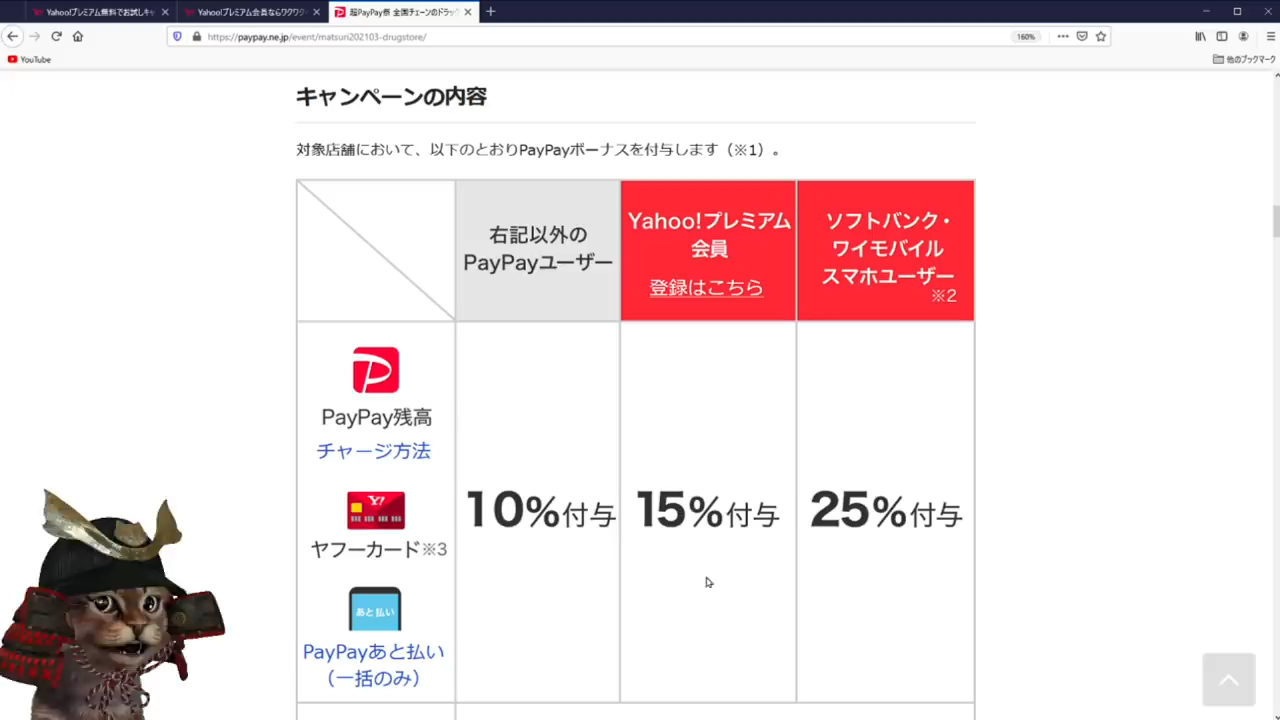 Yahoo!プレミアム無料でお試しキャ
Yahoo!プレミアム会員ならワクワク
超PayPay祭 全国チェーンのドラッグ
https://paypay.ne.jp/event/matsuri202103-drugstore/
160%
YouTube
他のブックマーク
キャンペーンの内容
対象店舗において、以下のとおりPayPayボーナスを付与します（※1）。
右記以外の
PayPayユーザー
Yahoo!プレミアム
会員
登録はこちら
ソフトバンク・
ワイモバイル
スマホユーザー
※2
PayPay残高
チャージ方法
Y!
ヤフーカード※3
あと払い
PayPayあと払い
（一括のみ）
10%付与
15%付与
25%付与